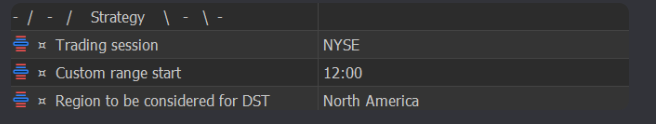 - / - / Strategy \ - \ -
¤ Trading session NYSE
¤ Custom range start 12:00
¤ Region to be considered for DST North America